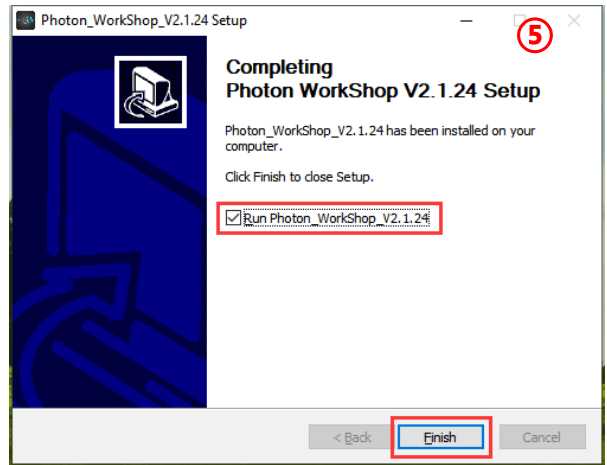 Photon_WorkShop_V2.1.24 Setup
⑤
Completing
Photon WorkShop V2.1.24 Setup
Photon_WorkShop_V2.1.24 has been installed on your
computer.
Click Finish to close Setup.
Run Photon_WorkShop_V2.1.24
< Back
Finish
Cancel